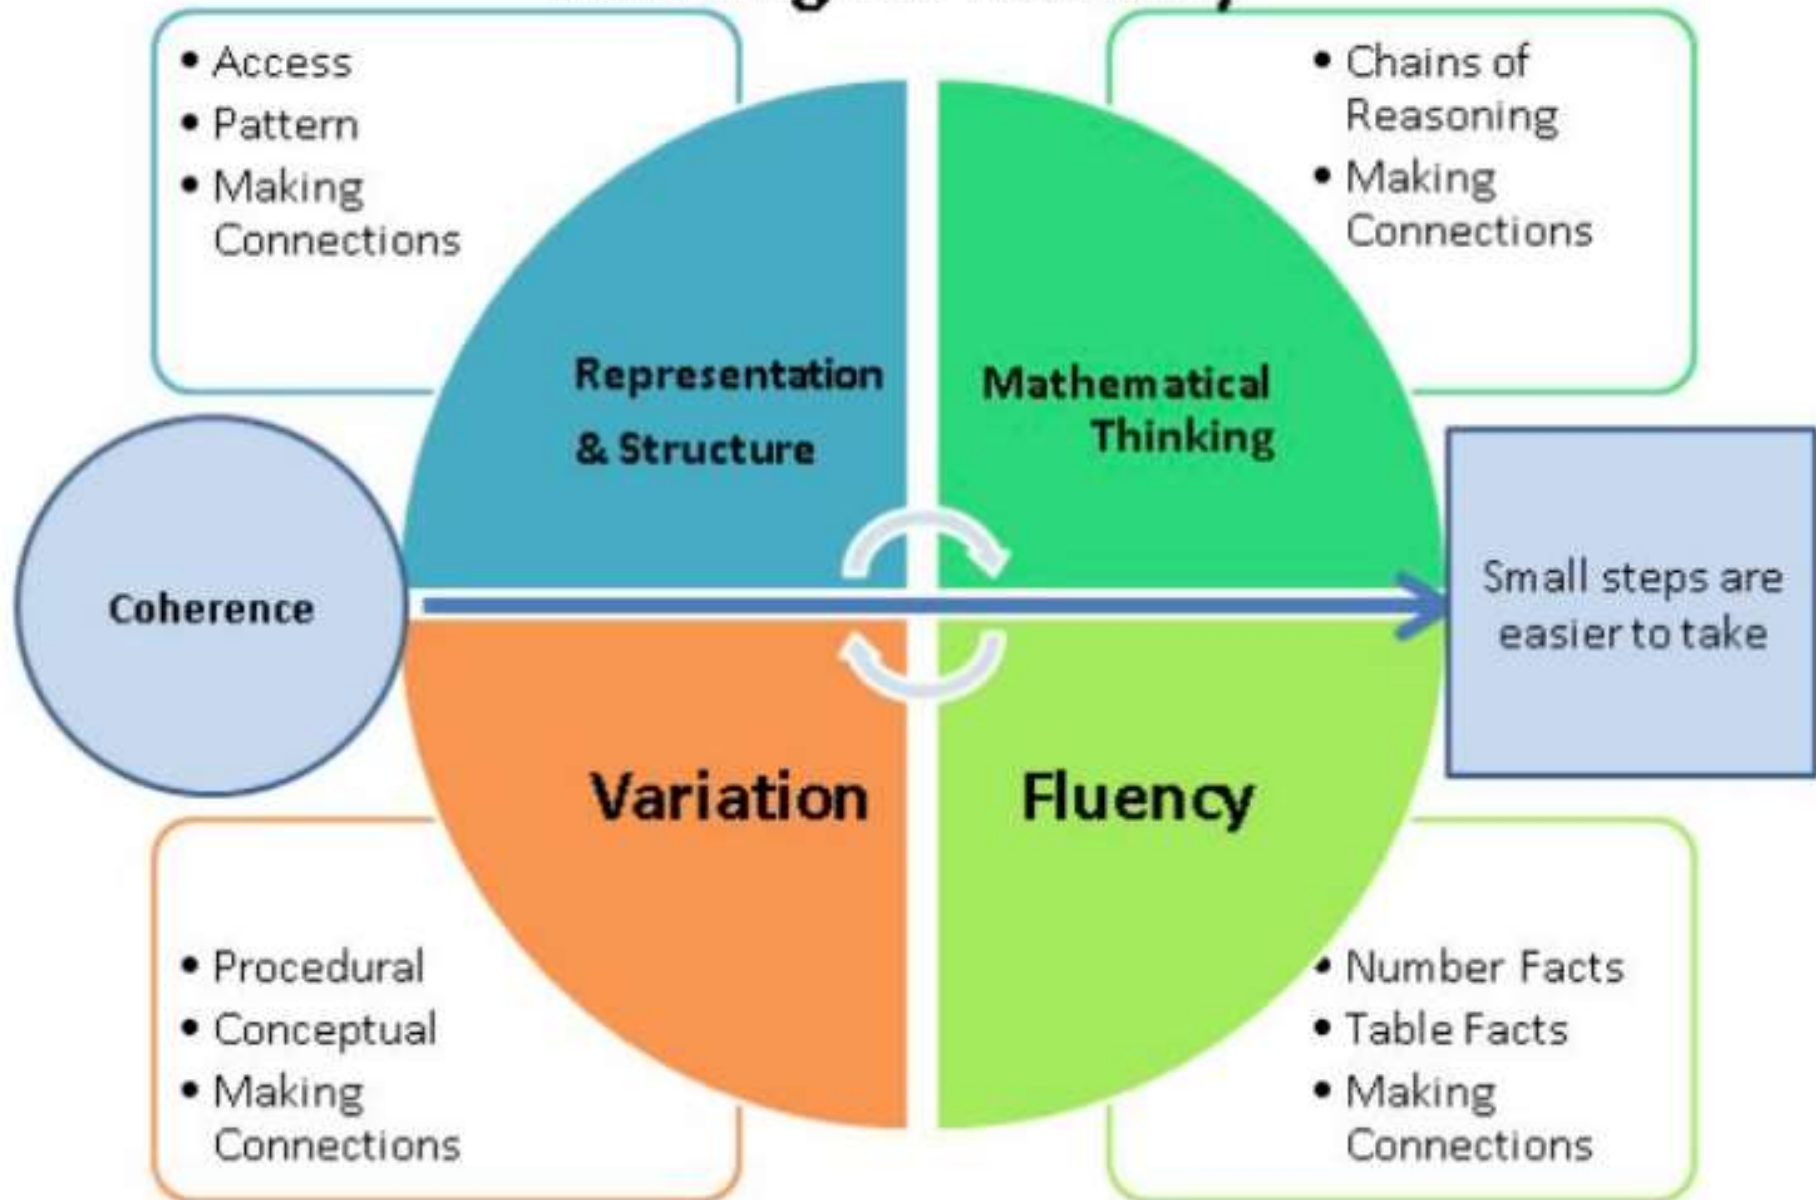 • Access
• Pattern
• Making
Connections
• Chains of
Reasoning
• Making
Connections
Representation
& Structure
Mathematical
Thinking
Coherence
Small steps are
easier to take
Variation
Fluency
• Procedural
• Conceptual
• Making
Connections
• Number Facts
• Table Facts
• Making
Connections